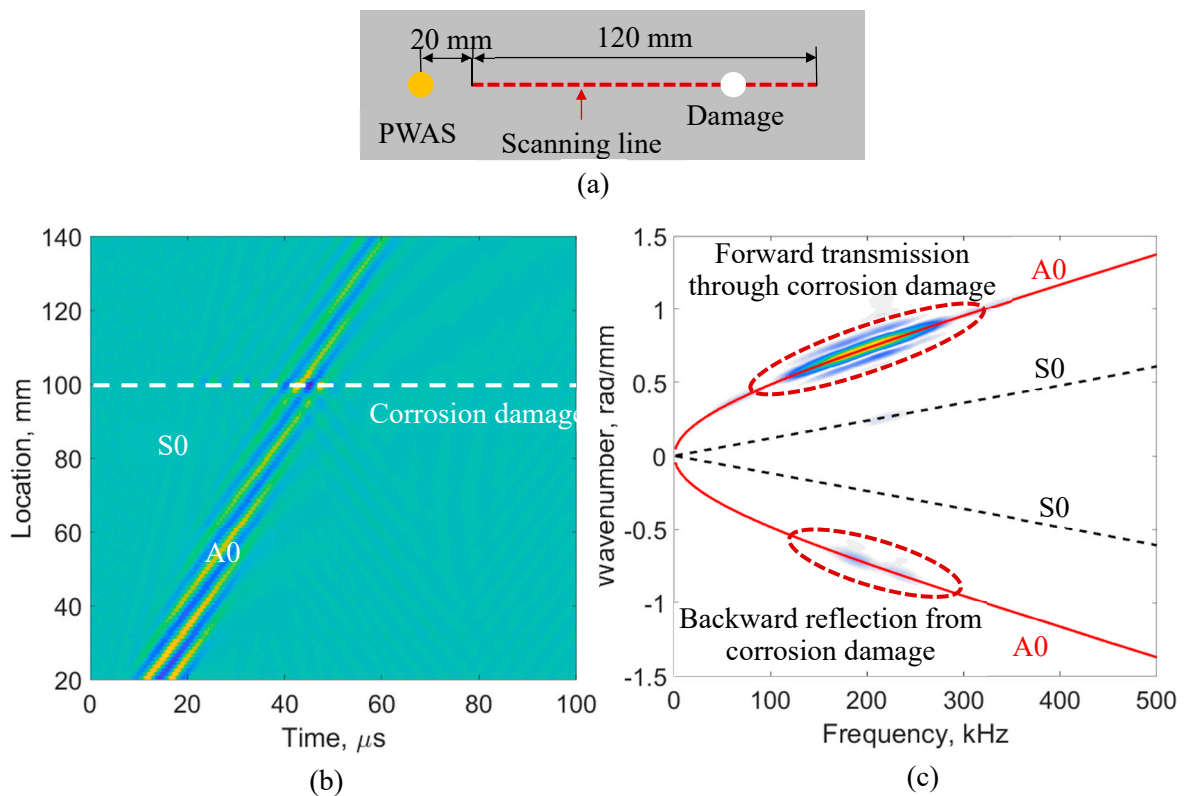 20 mm
120 mm
PWAS
Scanning line
Damage
(a)
140
120
100
80
60
40
20
0
20
40
60
80
100
Location, mm
Time, μs
Corrosion damage
S0
A0
(b)
1.5
1
0.5
0
-0.5
-1
-1.5
0
100
200
300
400
500
Wavenumber, rad/mm
Frequency, kHz
Forward transmission
through corrosion damage
A0
S0
S0
Backward reflection from
corrosion damage
A0
(c)